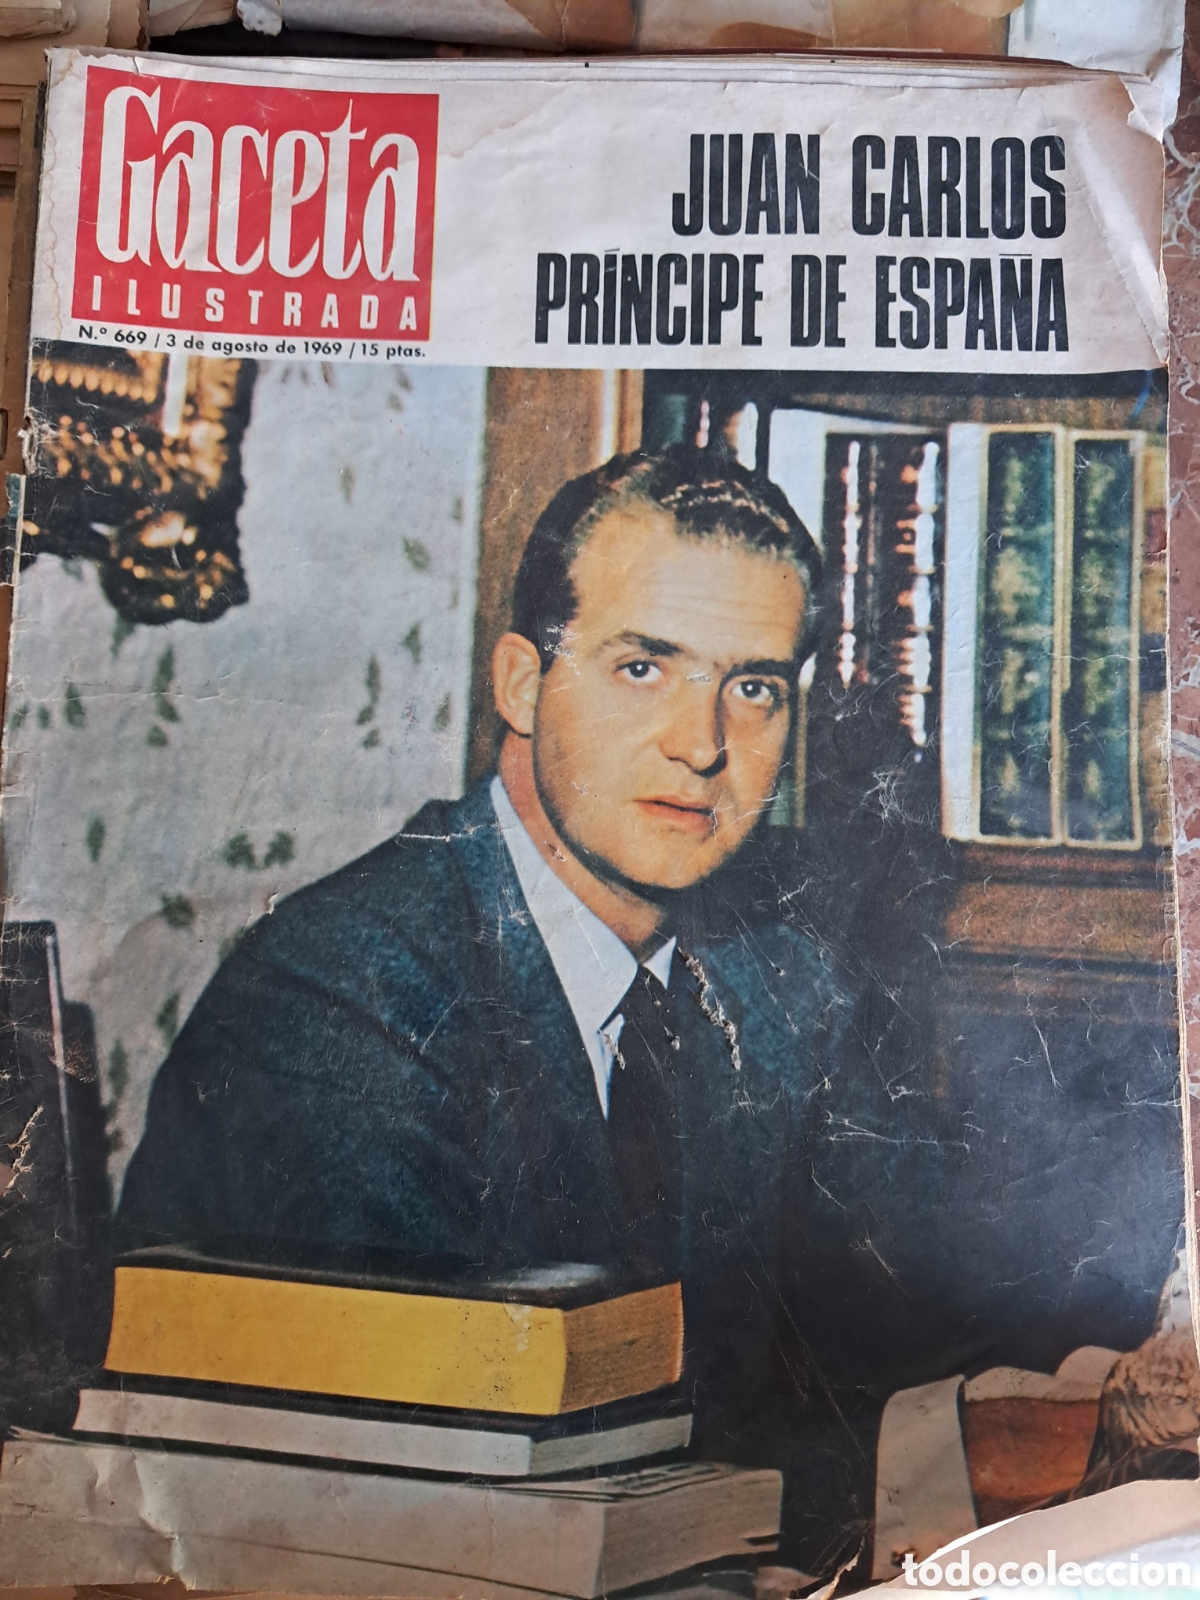 Gaceta
ILUSTRADA
N.º 669 / 3 de agosto de 1969 / 15 ptas.
JUAN CARLOS
PRÍNCIPE DE ESPAÑA
todocoleccion